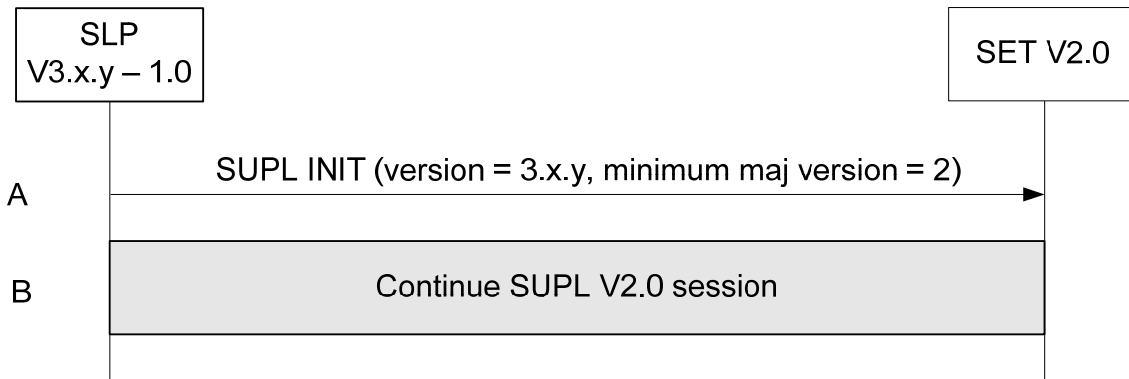 SLP
V3.x.y – 1.0
SET V2.0
SUPL INIT (version = 3.x.y, minimum maj version = 2)
A
Continue SUPL V2.0 session
B